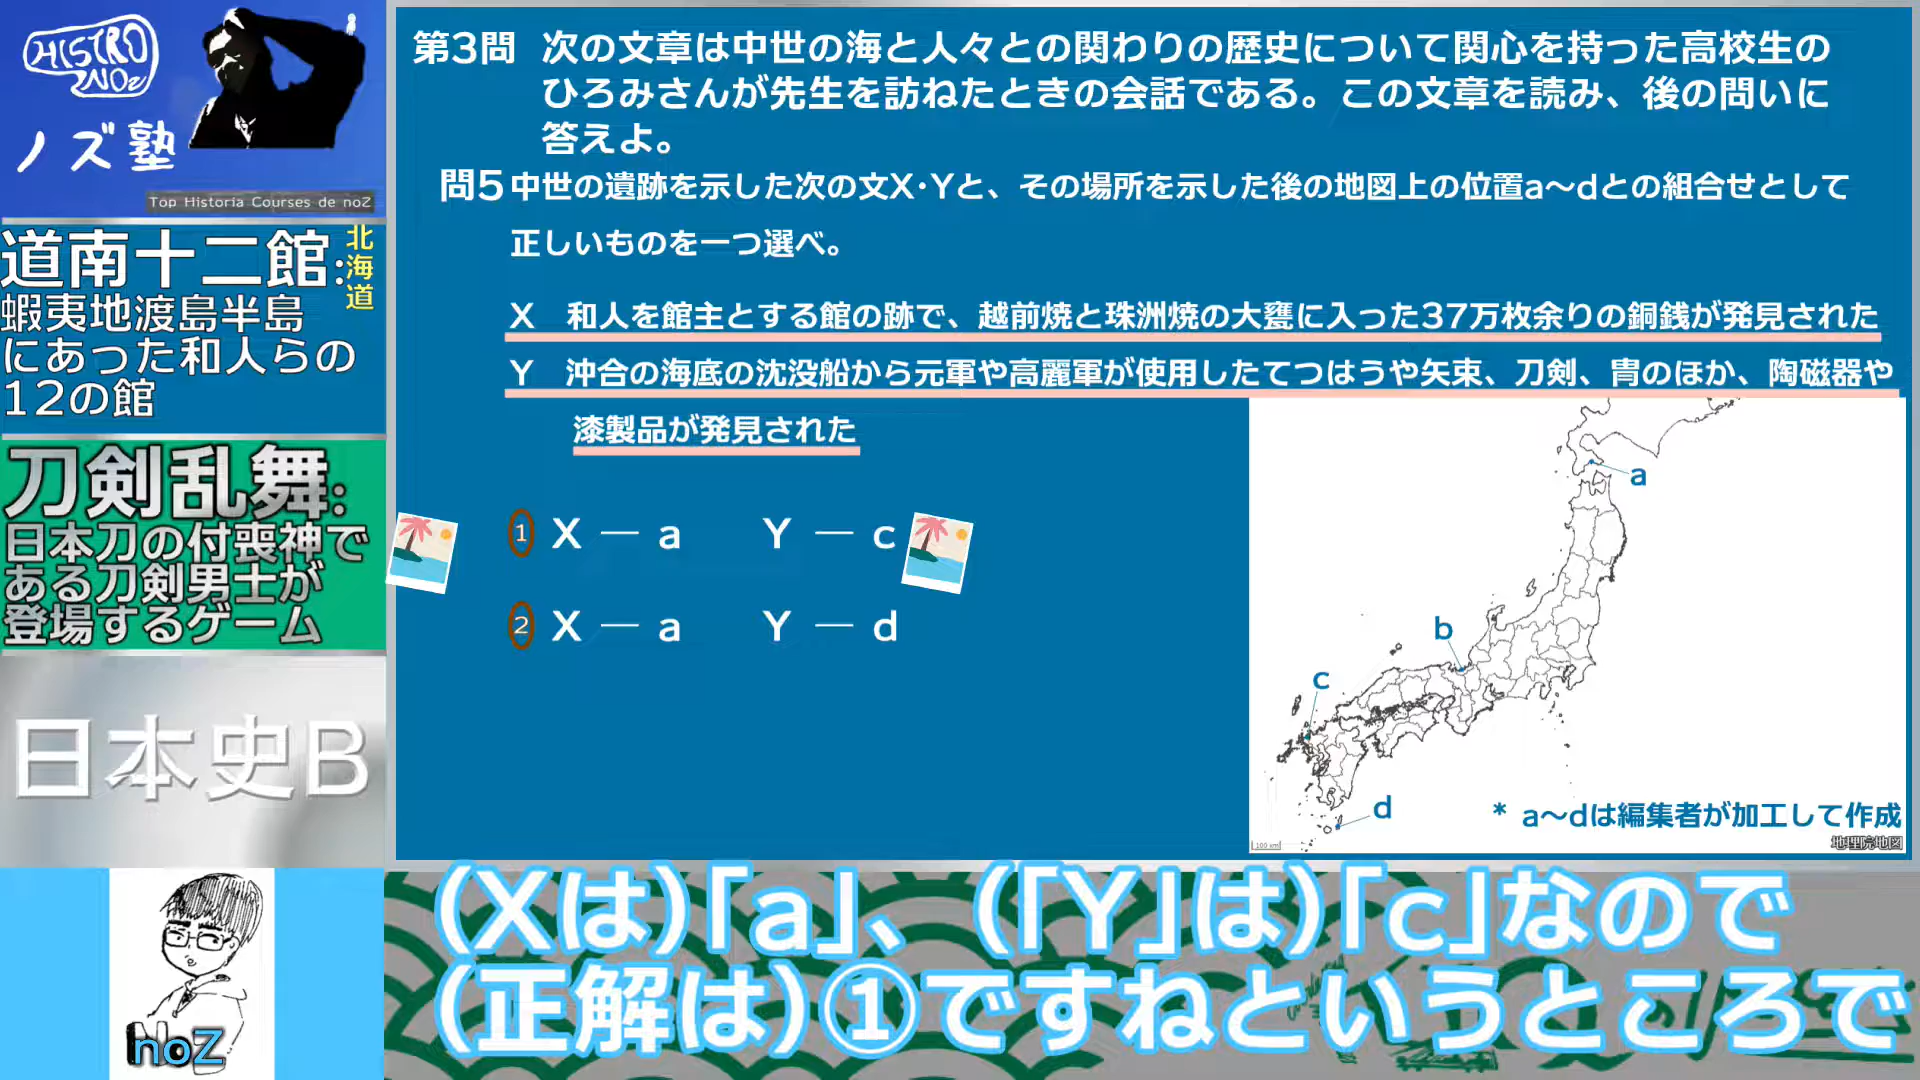 HISTRO
NOZ
ノズ塾
Top Historia Courses de noZ
道南十二館:
北海道
蝦夷地渡島半島
にあった和人らの
12の館
刀剣乱舞:
日本刀の付喪神で
ある刀剣男士が
登場するゲーム
日本史B
noZ
第3問 次の文章は中世の海と人々との関わりの歴史について関心を持った高校生の
ひろみさんが先生を訪ねたときの会話である。この文章を読み、後の問いに
答えよ。
問5 中世の遺跡を示した次の文X・Yと、その場所を示した後の地図上の位置a〜dとの組合せとして
正しいものを一つ選べ。
X 和人を館主とする館の跡で、越前焼と珠洲焼の大甕に入った37万枚余りの銅銭が発見された
Y 沖合の海底の沈没船から元軍や高麗軍が使用したてつはうや矢束、刀剣、冑のほか、陶磁器や
漆製品が発見された
① X ― a Y ― c
② X ― a Y ― d
a
b
c
d
* a〜dは編集者が加工して作成
100 km
地理院地図
(Xは)「a」、(「Y」は)「c」なので
(正解は)①ですねというところで